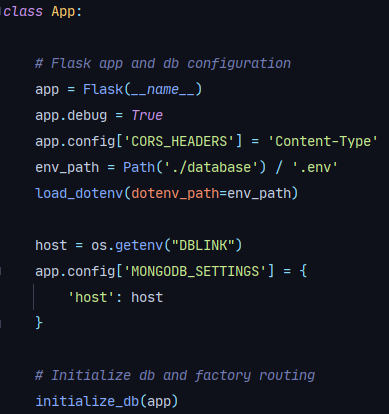 class App:
# Flask app and db configuration
app = Flask(__name__)
app.debug = True
app.config['CORS_HEADERS'] = 'Content-Type'
env_path = Path('./database') / '.env'
load_dotenv(dotenv_path=env_path)
host = os.getenv("DBLINK")
app.config['MONGODB_SETTINGS'] = {
'host': host
}
# Initialize db and factory routing
initialize_db(app)